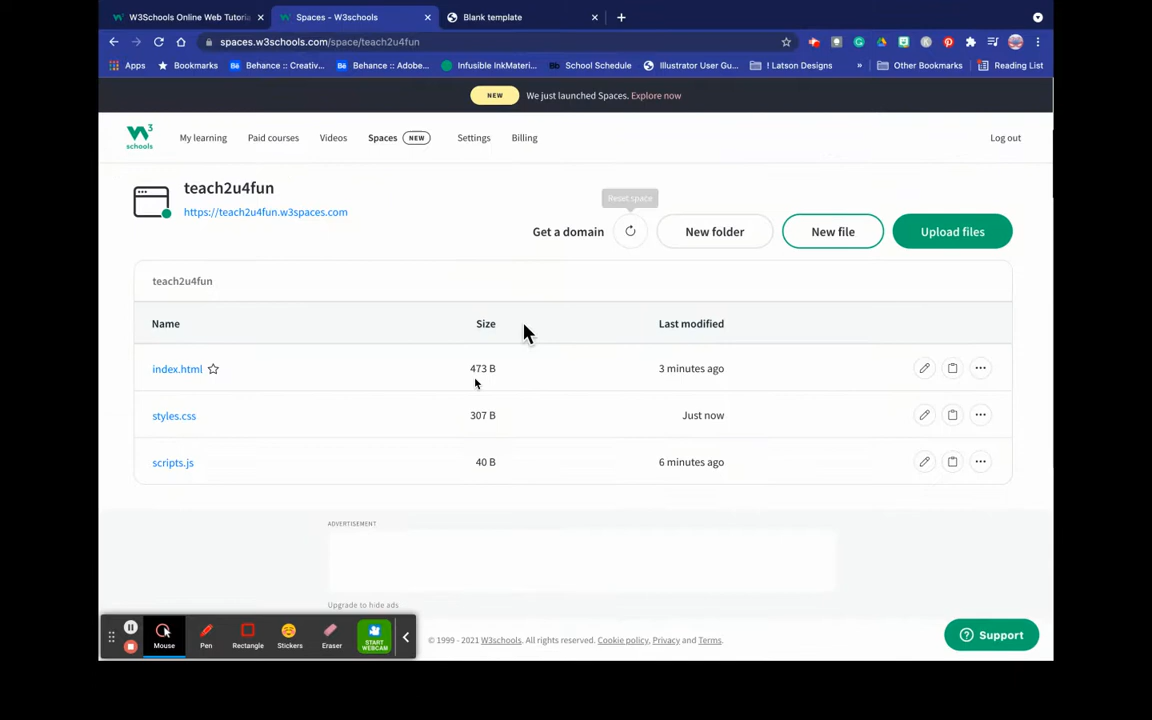 W3Schools Online Web Tutoria
Spaces - W3schools
Blank template
spaces.w3schools.com/space/teach2u4fun
Apps
Bookmarks
Behance :: Creativ...
Behance :: Adobe...
Infusible InkMateri...
Bb School Schedule
Illustrator User Gu...
! Latson Designs
»
Other Bookmarks
Reading List
NEW We just launched Spaces. Explore now
W3 schools
My learning
Paid courses
Videos
Spaces NEW
Settings
Billing
Log out
teach2u4fun
https://teach2u4fun.w3spaces.com
Reset space
Get a domain
New folder
New file
Upload files
teach2u4fun
Name Size Last modified
index.html 473 B 3 minutes ago
styles.css 307 B Just now
scripts.js 40 B 6 minutes ago
ADVERTISEMENT
Upgrade to hide ads
Mouse
Pen
Rectangle
Stickers
Eraser
START
WEBCAM
© 1999 - 2021 W3schools. All rights reserved. Cookie policy, Privacy and Terms.
Support